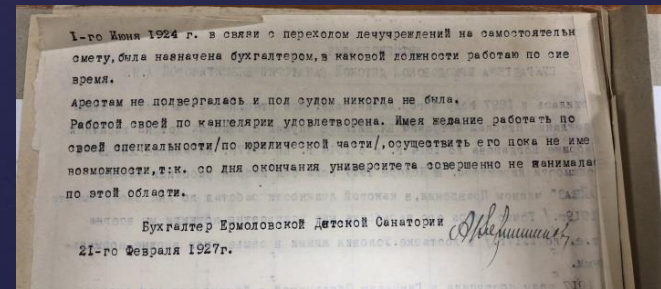 1-го Июня 1924 г. в связи с переходом лечучреждений на самостоятельн
смету, была назначена бухгалтером, в каковой должности работаю по сие
время.
Арестам не подвергалась и под судом никогда не была.
Работой своей по канцелярии удовлетворена. Имея желание работать по
своей специальности/по юридической части/, осуществить его пока не име
возможности, т:к. со дня окончания университета совершенно не занимала
по этой области.
Бухгалтер Ермоловской Детской Санатории
21-го Февраля 1927г.